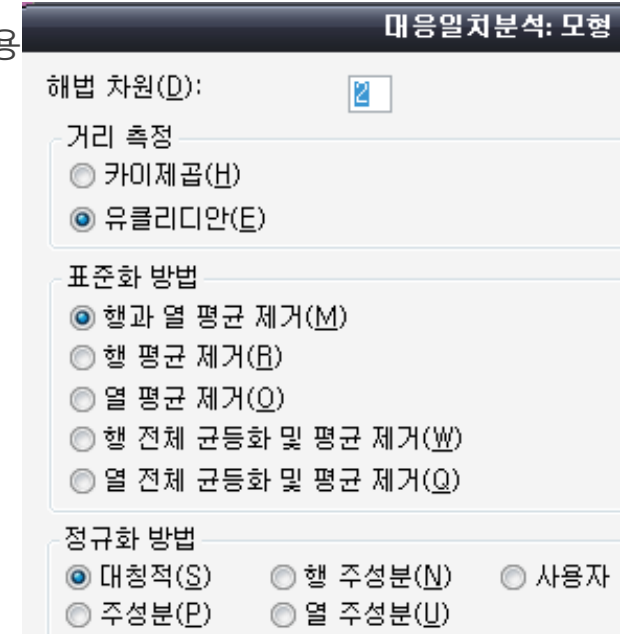 대응일치분석: 모형
용
해법 차원(D): 2
거리 측정
카이제곱(H)
유클리디안(E)
표준화 방법
행과 열 평균 제거(M)
행 평균 제거(R)
열 평균 제거(O)
행 전체 균등화 및 평균 제거(W)
열 전체 균등화 및 평균 제거(Q)
정규화 방법
대칭적(S) 행 주성분(N) 사용자
주성분(P) 열 주성분(U)